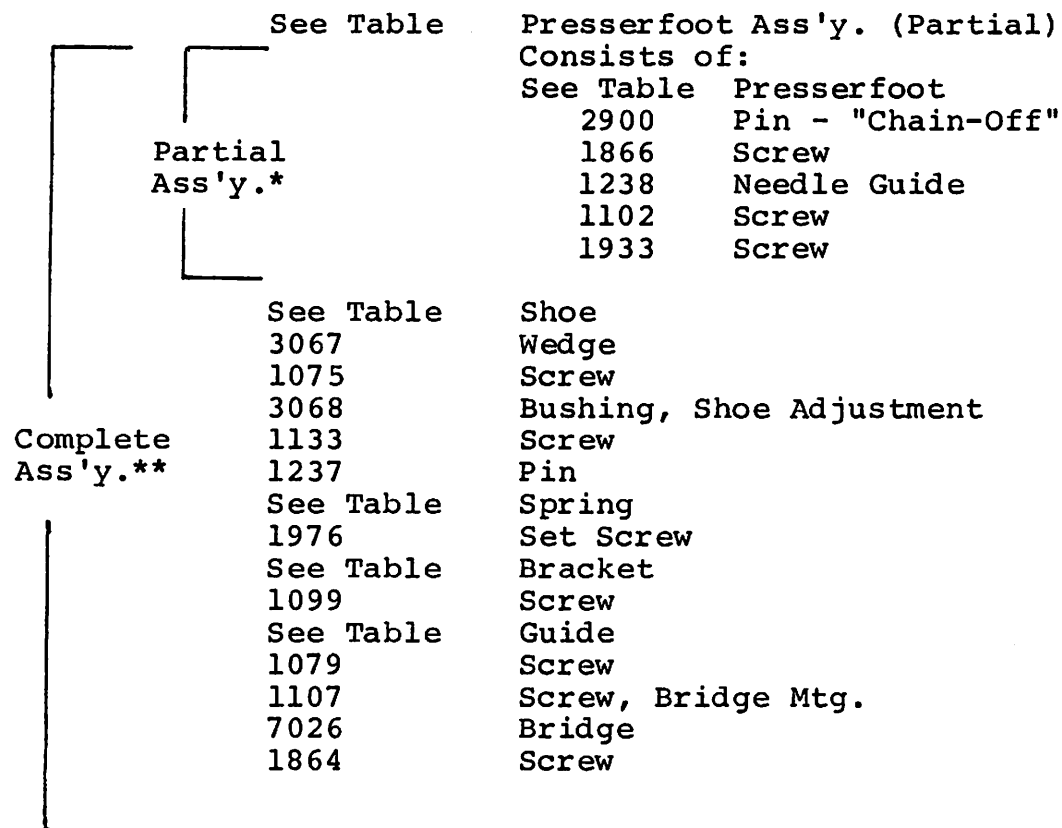 See Table Presserfoot Ass'y. (Partial)
Consists of:
See Table Presserfoot
2900 Pin - "Chain-Off"
Partial 1866 Screw
Ass'y.* 1238 Needle Guide
1102 Screw
1933 Screw
See Table Shoe
3067 Wedge
1075 Screw
3068 Bushing, Shoe Adjustment
Complete 1133 Screw
Ass'y.** 1237 Pin
See Table Spring
1976 Set Screw
See Table Bracket
1099 Screw
See Table Guide
1079 Screw
1107 Screw, Bridge Mtg.
7026 Bridge
1864 Screw